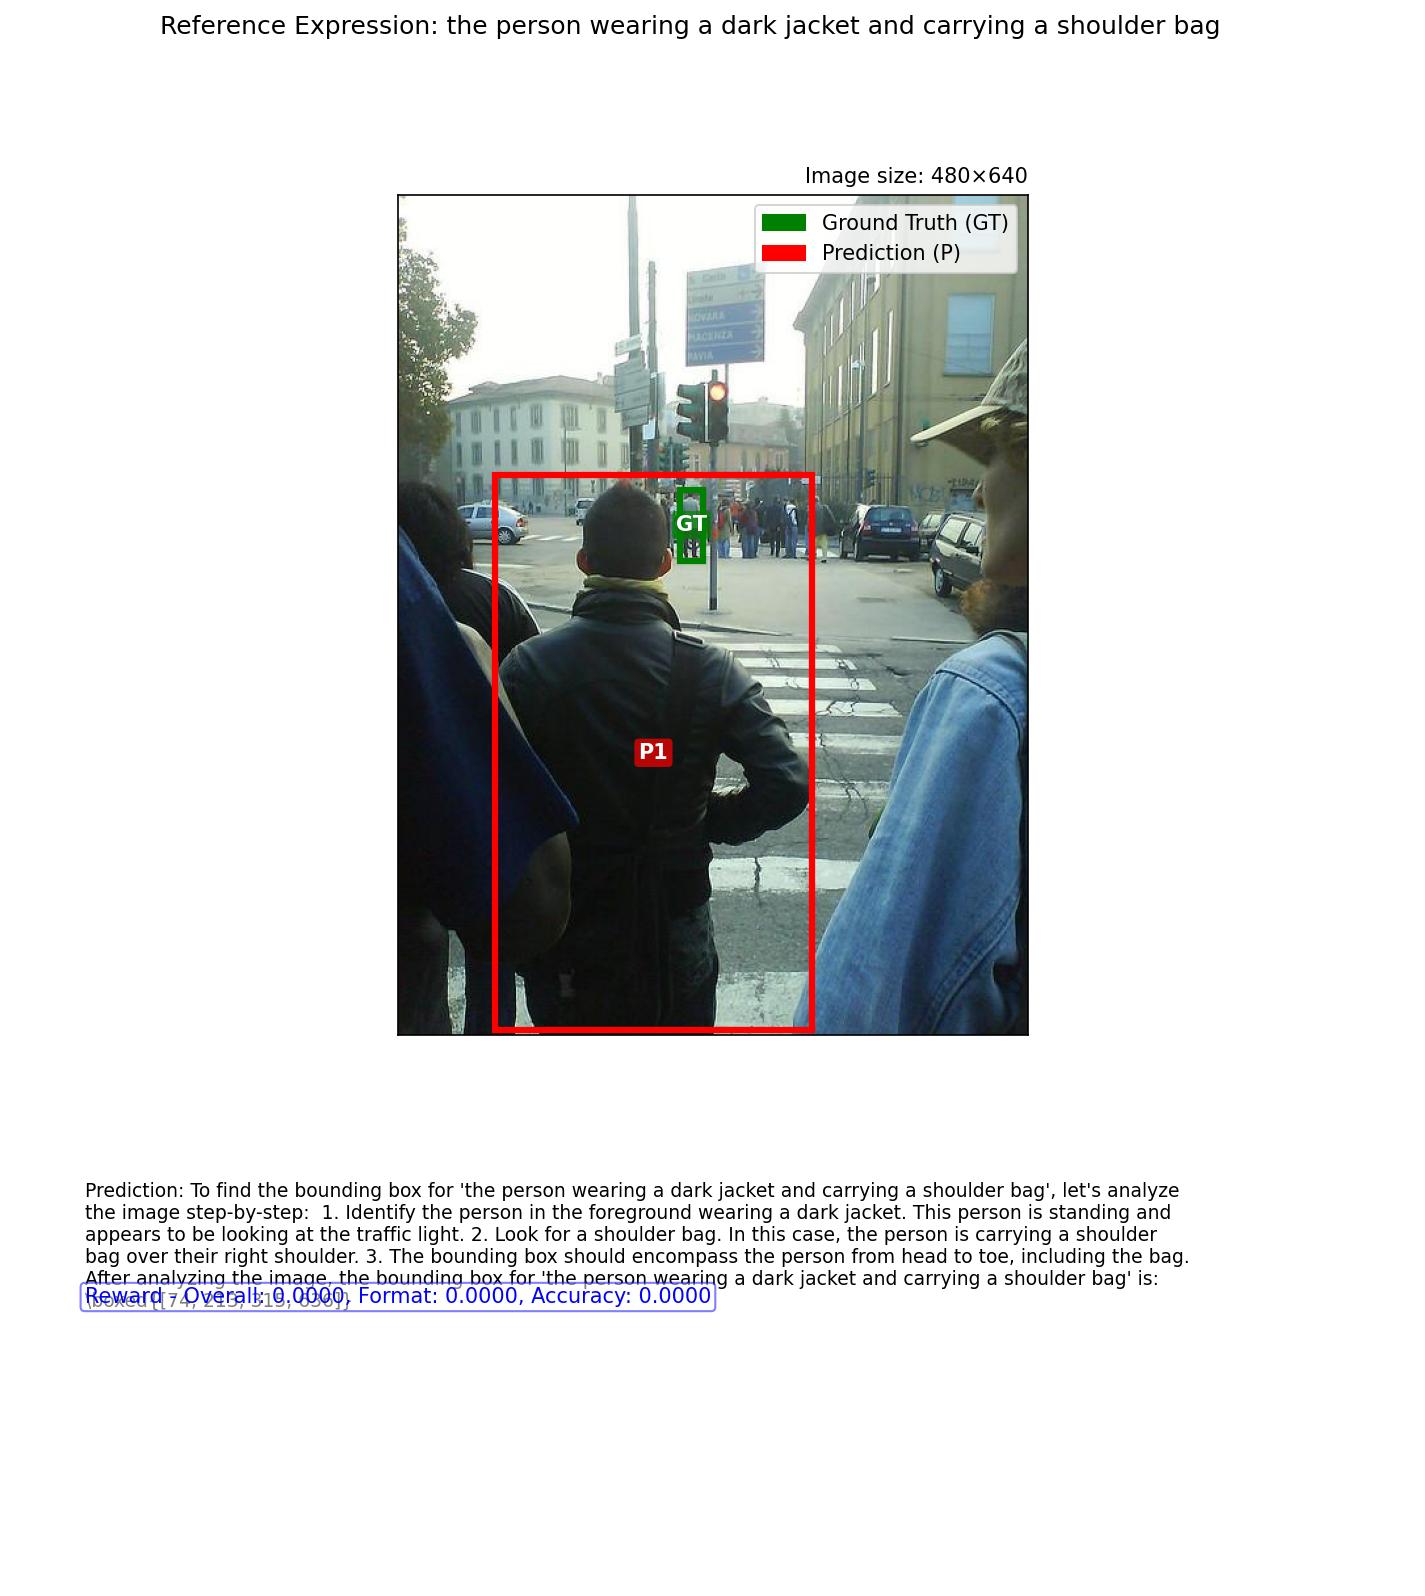 Reference Expression: the person wearing a dark jacket and carrying a shoulder bag
Image size: 480×640
Ground Truth (GT)
Prediction (P)
NOVARA
PIACENZA
PAVIA
GT
P1
Prediction: To find the bounding box for 'the person wearing a dark jacket and carrying a shoulder bag', let's analyze
the image step-by-step:  1. Identify the person in the foreground wearing a dark jacket. This person is standing and
appears to be looking at the traffic light. 2. Look for a shoulder bag. In this case, the person is carrying a shoulder
bag over their right shoulder. 3. The bounding box should encompass the person from head to toe, including the bag.
After analyzing the image, the bounding box for 'the person wearing a dark jacket and carrying a shoulder bag' is:
\boxed{[74, 213, 315, 636]}
Reward - Overall: 0.0000, Format: 0.0000, Accuracy: 0.0000